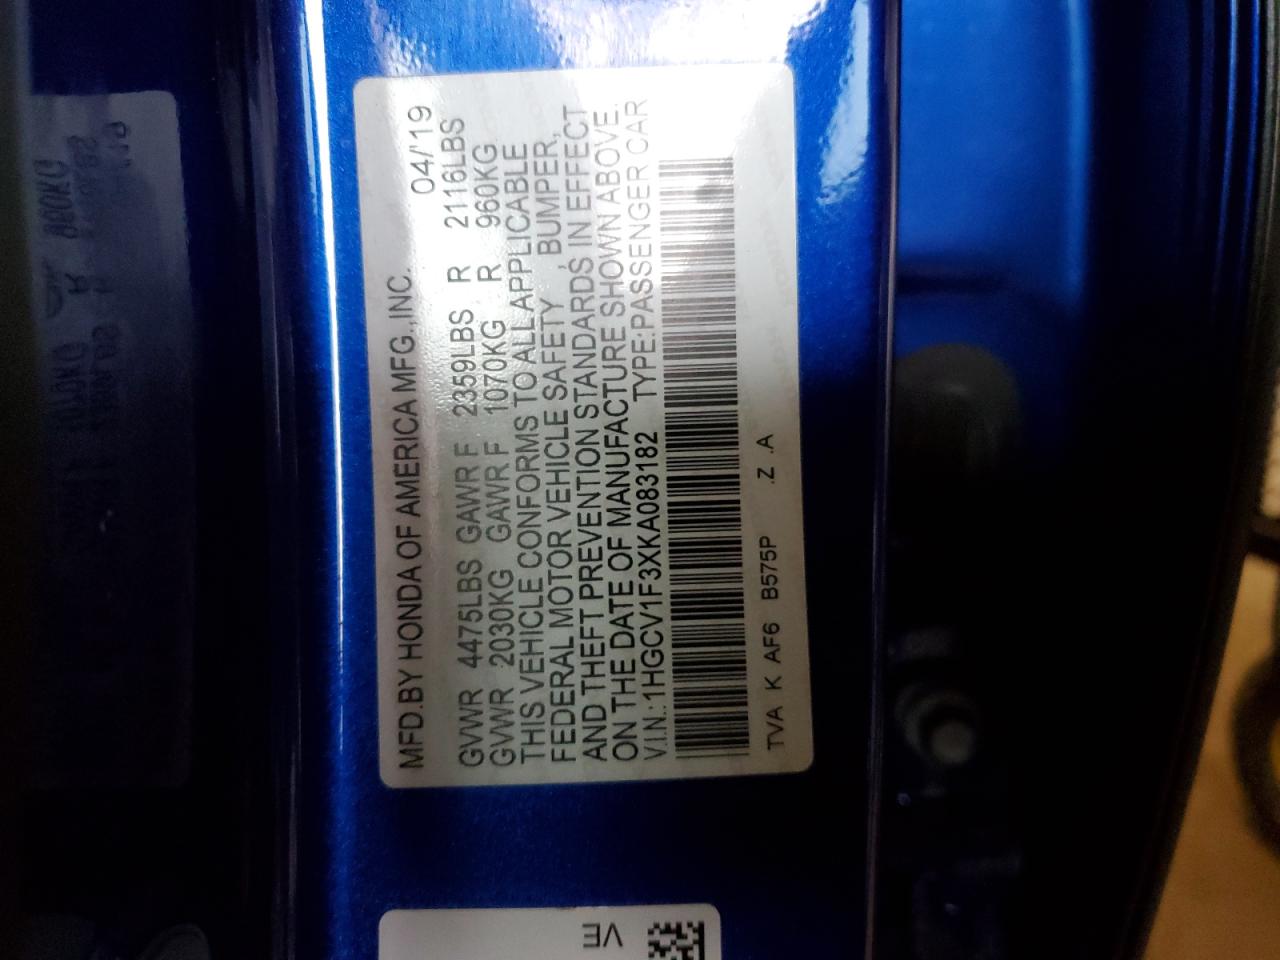 MFD.BY HONDA OF AMERICA MFG.,INC. 04/'19
GVWR 4475LBS GAWR F 2359LBS R 2116LBS
GVWR 2030KG GAWR F 1070KG R 960KG
THIS VEHICLE CONFORMS TO ALL APPLICABLE
FEDERAL MOTOR VEHICLE SAFETY, BUMPER,
AND THEFT PREVENTION STANDARDS IN EFFECT
ON THE DATE OF MANUFACTURE SHOWN ABOVE.
V.I.N.:1HGCV1F3XKA083182 TYPE:PASSENGER CAR
TVA K AF6 B575P .Z .A
VE